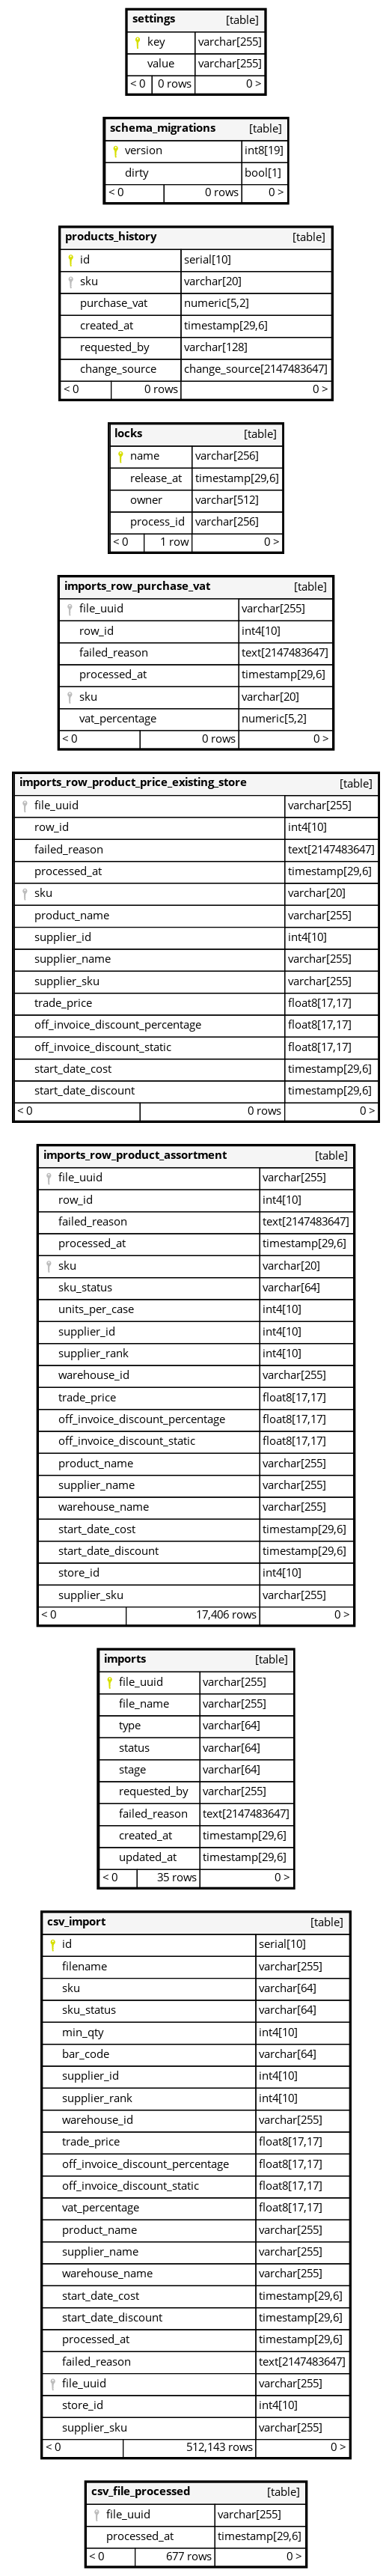 settings [table]
key varchar[255]
value varchar[255]
< 0 0 rows 0 >
schema_migrations [table]
version int8[19]
dirty bool[1]
< 0 0 rows 0 >
products_history [table]
id serial[10]
sku varchar[20]
purchase_vat numeric[5,2]
created_at timestamp[29,6]
requested_by varchar[128]
change_source change_source[2147483647]
< 0 0 rows 0 >
locks [table]
name varchar[256]
release_at timestamp[29,6]
owner varchar[512]
process_id varchar[256]
< 0 1 row 0 >
imports_row_purchase_vat [table]
file_uuid varchar[255]
row_id int4[10]
failed_reason text[2147483647]
processed_at timestamp[29,6]
sku varchar[20]
vat_percentage numeric[5,2]
< 0 0 rows 0 >
imports_row_product_price_existing_store [table]
file_uuid varchar[255]
row_id int4[10]
failed_reason text[2147483647]
processed_at timestamp[29,6]
sku varchar[20]
product_name varchar[255]
supplier_id int4[10]
supplier_name varchar[255]
supplier_sku varchar[255]
trade_price float8[17,17]
off_invoice_discount_percentage float8[17,17]
off_invoice_discount_static float8[17,17]
start_date_cost timestamp[29,6]
start_date_discount timestamp[29,6]
< 0 0 rows 0 >
imports_row_product_assortment [table]
file_uuid varchar[255]
row_id int4[10]
failed_reason text[2147483647]
processed_at timestamp[29,6]
sku varchar[20]
sku_status varchar[64]
units_per_case int4[10]
supplier_id int4[10]
supplier_rank int4[10]
warehouse_id varchar[255]
trade_price float8[17,17]
off_invoice_discount_percentage float8[17,17]
off_invoice_discount_static float8[17,17]
product_name varchar[255]
supplier_name varchar[255]
warehouse_name varchar[255]
start_date_cost timestamp[29,6]
start_date_discount timestamp[29,6]
store_id int4[10]
supplier_sku varchar[255]
< 0 17,406 rows 0 >
imports [table]
file_uuid varchar[255]
file_name varchar[255]
type varchar[64]
status varchar[64]
stage varchar[64]
requested_by varchar[255]
failed_reason text[2147483647]
created_at timestamp[29,6]
updated_at timestamp[29,6]
< 0 35 rows 0 >
csv_import [table]
id serial[10]
filename varchar[255]
sku varchar[64]
sku_status varchar[64]
min_qty int4[10]
bar_code varchar[64]
supplier_id int4[10]
supplier_rank int4[10]
warehouse_id varchar[255]
trade_price float8[17,17]
off_invoice_discount_percentage float8[17,17]
off_invoice_discount_static float8[17,17]
vat_percentage float8[17,17]
product_name varchar[255]
supplier_name varchar[255]
warehouse_name varchar[255]
start_date_cost timestamp[29,6]
start_date_discount timestamp[29,6]
processed_at timestamp[29,6]
failed_reason text[2147483647]
file_uuid varchar[255]
store_id int4[10]
supplier_sku varchar[255]
< 0 512,143 rows 0 >
csv_file_processed [table]
file_uuid varchar[255]
processed_at timestamp[29,6]
< 0 677 rows 0 >